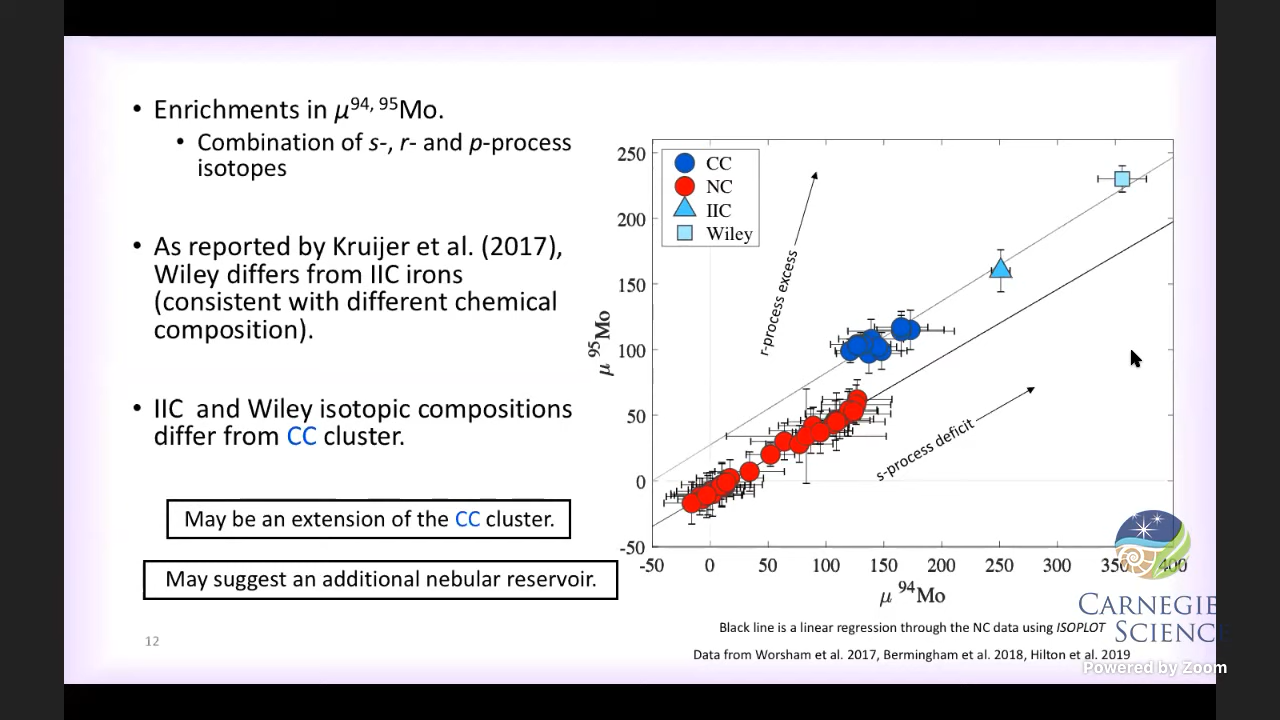 • Enrichments in μ94, 95Mo.
• Combination of s-, r- and p-process
isotopes
• As reported by Kruijer et al. (2017),
Wiley differs from IIC irons
(consistent with different chemical
composition).
• IIC and Wiley isotopic compositions
differ from CC cluster.
May be an extension of the CC cluster.
May suggest an additional nebular reservoir.
12
CC
NC
IIC
Wiley
r-process excess
s-process deficit
250
200
150
100
50
0
-50
μ 95Mo
-50 0 50 100 150 200 250 300 350 400
μ 94Mo
Black line is a linear regression through the NC data using ISOPLOT
Data from Worsham et al. 2017, Bermingham et al. 2018, Hilton et al. 2019
CARNEGIE
SCIENCE
Powered by Zoom